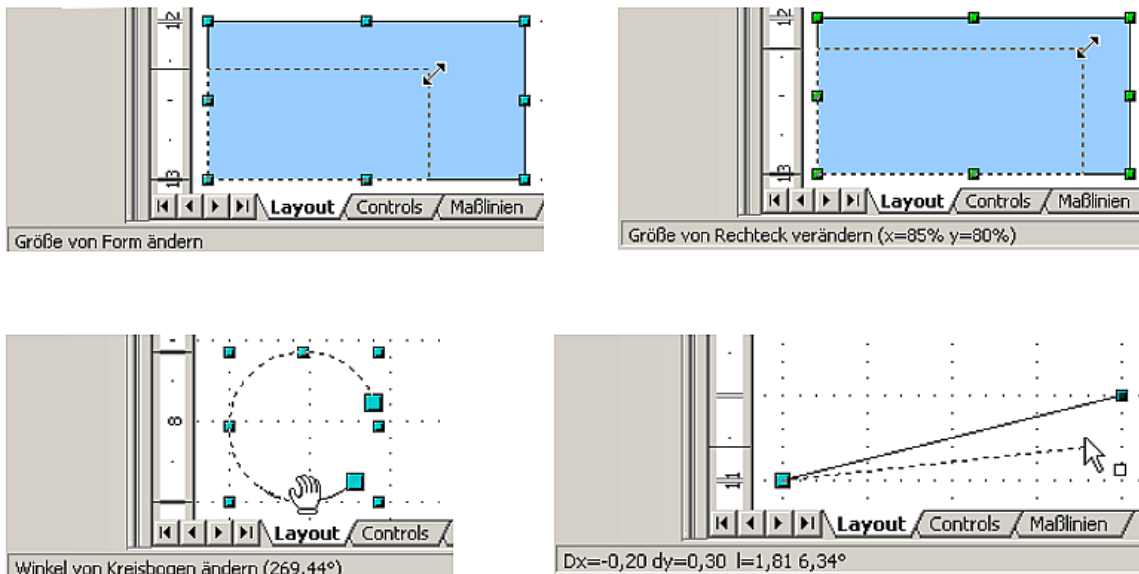 12
13
Layout Controls Maßlinien
Größe von Form ändern
12
13
Layout Controls Maßlinien
Größe von Rechteck verändern (x=85% y=80%)
8
Layout Controls
Winkel von Kreisbogen ändern (269,44°)
11
Layout Controls Maßlinien
Dx=-0,20 dy=0,30 l=1,81 6,34°